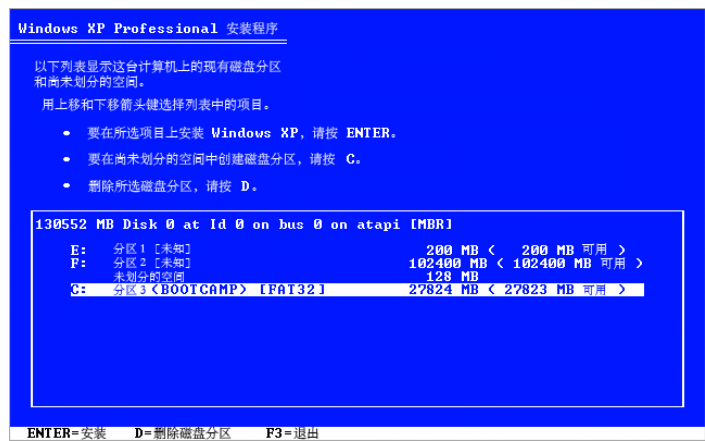 Windows XP Professional 安装程序
以下列表显示这台计算机上的现有磁盘分区
和尚未划分的空间。
用上移和下移箭头键选择列表中的项目。
• 要在所选项目上安装 Windows XP，请按 ENTER。
• 要在尚未划分的空间中创建磁盘分区，请按 C。
• 删除所选磁盘分区，请按 D。
130552 MB Disk 0 at Id 0 on bus 0 on atapi [MBR]
E: 分区 1 [未知] 200 MB ( 200 MB 可用 )
F: 分区 2 [未知] 102400 MB ( 102400 MB 可用 )
未划分的空间 128 MB
C: 分区 3 (BOOTCAMP) [FAT32] 27824 MB ( 27823 MB 可用 )
ENTER=安装 D=删除磁盘分区 F3=退出